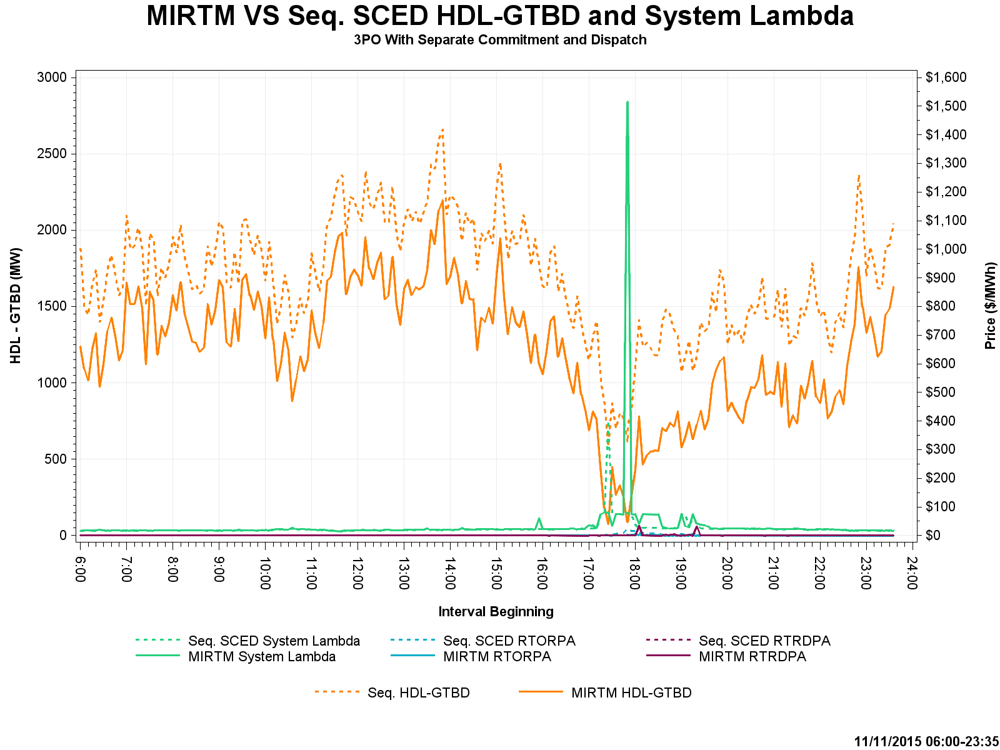 MIRTM VS Seq. SCED HDL-GTBD and System Lambda
3PO With Separate Commitment and Dispatch
HDL - GTBD (MW)
3000
2500
2000
1500
1000
500
0
$1,600
$1,500
$1,400
$1,300
$1,200
$1,100
$1,000
$900
$800
$700
$600
$500
$400
$300
$200
$100
$0
Price ($/MWh)
6:00 7:00 8:00 9:00 10:00 11:00 12:00 13:00 14:00 15:00 16:00 17:00 18:00 19:00 20:00 21:00 22:00 23:00 24:00
Interval Beginning
Seq. SCED System Lambda Seq. SCED RTORPA Seq. SCED RTRDPA
MIRTM System Lambda MIRTM RTORPA MIRTM RTRDPA
Seq. HDL-GTBD MIRTM HDL-GTBD
11/11/2015 06:00-23:35